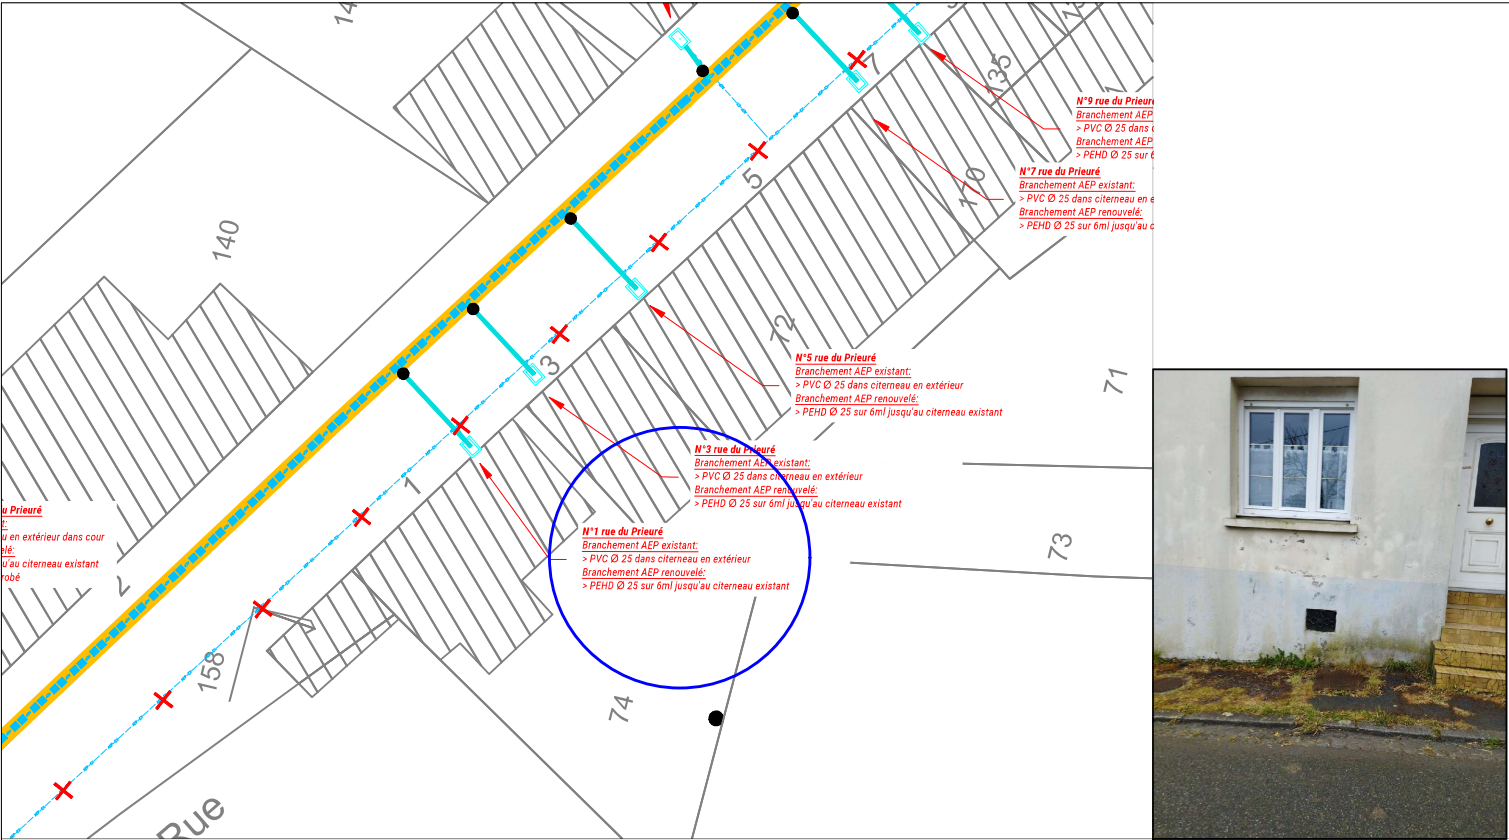 14
140
135
N°9 rue du Prieuré
Branchement AEP
> PVC Ø 25 dans
Branchement AEP
> PEHD Ø 25 sur 6
7
N°7 rue du Prieuré
Branchement AEP existant:
> PVC Ø 25 dans citerneau en e
Branchement AEP renouvelé:
> PEHD Ø 25 sur 6ml jusqu'au c
170
5
72
N°5 rue du Prieuré
Branchement AEP existant:
> PVC Ø 25 dans citerneau en extérieur
Branchement AEP renouvelé:
> PEHD Ø 25 sur 6ml jusqu'au citerneau existant
71
3
N°3 rue du Prieuré
Branchement AEP existant:
> PVC Ø 25 dans citerneau en extérieur
Branchement AEP renouvelé:
> PEHD Ø 25 sur 6ml jusqu'au citerneau existant
1
N°1 rue du Prieuré
Branchement AEP existant:
> PVC Ø 25 dans citerneau en extérieur
Branchement AEP renouvelé:
> PEHD Ø 25 sur 6ml jusqu'au citerneau existant
73
u Prieuré
t:
u en extérieur dans cour
elé:
u'au citerneau existant
robé
2
158
74
Rue